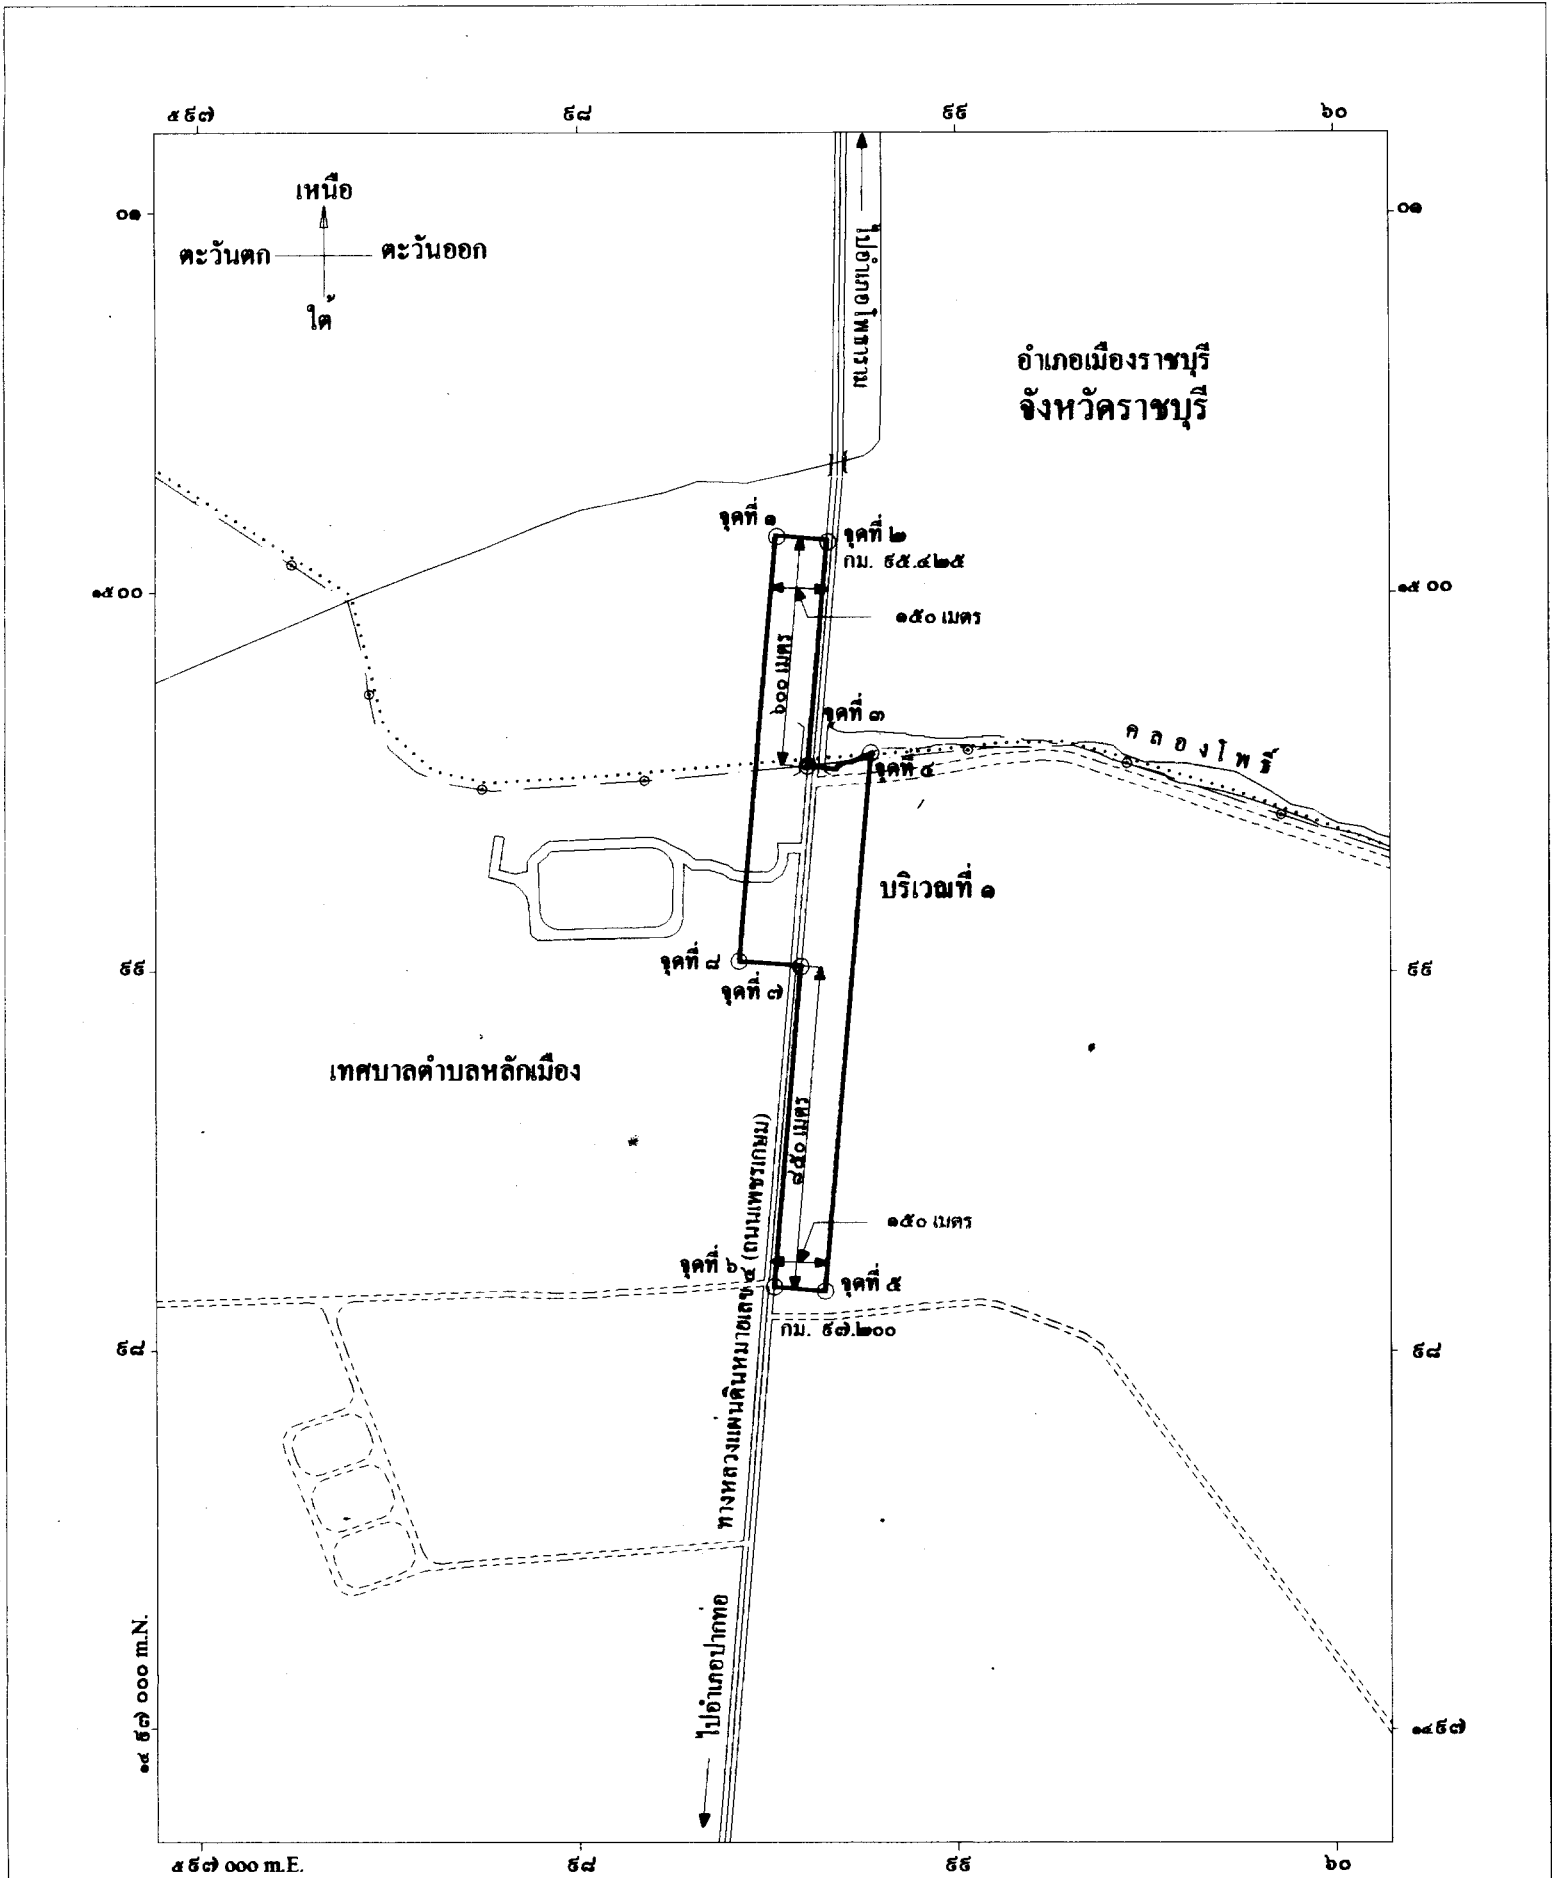 ๕๙๗ ๙๘ ๙๙ ๖๐
เหนือ
ตะวันตก ตะวันออก
ใต้
๐๑ ๐๑
ไปอำเภอโพธาราม
อำเภอเมืองราชบุรี
จังหวัดราชบุรี
จุดที่ ๑
จุดที่ ๒
กม. ๙๕.๔๒๕
๑๕ ๐๐ ๑๕ ๐๐
๑๕๐ เมตร
๖๐๐ เมตร
จุดที่ ๓
คลองโพธิ์
จุดที่ ๔
บริเวณที่ ๑
จุดที่ ๘
จุดที่ ๗
๙๙ ๙๙
เทศบาลตำบลหลักเมือง
๘๕๐ เมตร
ทางหลวงแผ่นดินหมายเลข ๔ (ถนนเพชรเกษม)
๑๕๐ เมตร
จุดที่ ๖
จุดที่ ๕
กม. ๙๗.๒๐๐
๙๘ ๙๘
ไปอำเภอปากท่อ
๑๔ ๙๗ ๐๐๐ m.N.
๑๔๙๗
๕๙๗ ๐๐๐ m.E. ๙๘ ๙๙ ๖๐